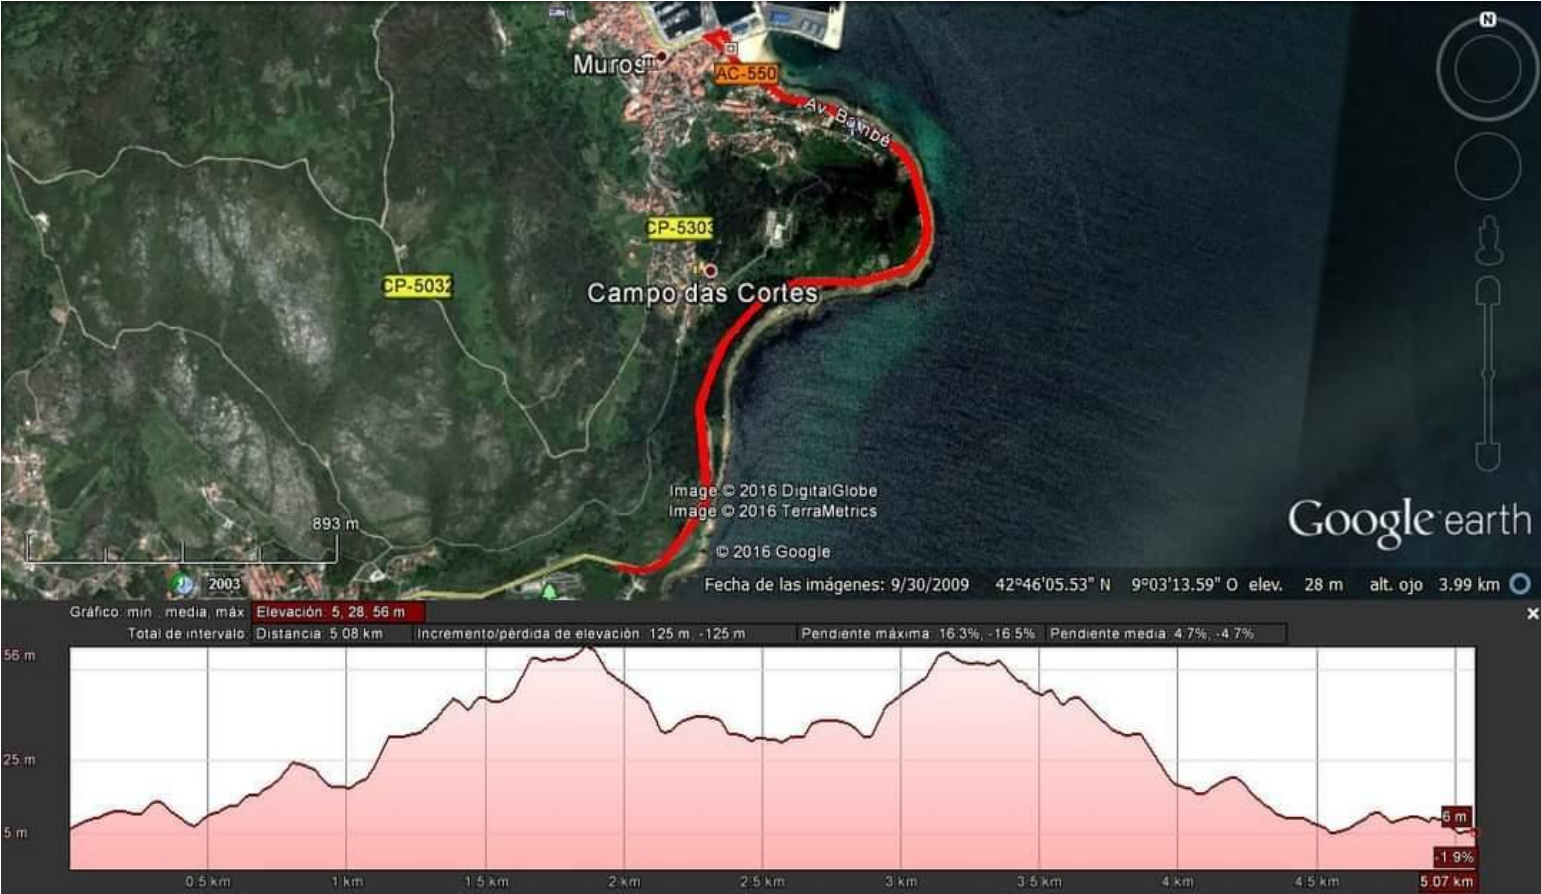 N
Muros
AC-550
Av. Bambé
CP-5303
CP-5032
Campo das Cortes
893 m
Image © 2016 DigitalGlobe
Image © 2016 TerraMetrics
© 2016 Google
Google earth
2003
Fecha de las imágenes: 9/30/2009 42º46'05.53" N 9º03'13.59" O elev. 28 m alt. ojo 3.99 km
Gráfico: min., media, máx Elevación: 5, 28, 56 m
Total de intervalo: Distancia: 5.08 km Incremento/pérdida de elevación: 125 m, -125 m Pendiente máxima: 16.3%, -16.5% Pendiente media: 4.7%, -4.7%
56 m
25 m
5 m
6 m
-1.9%
0.5 km 1 km 1.5 km 2 km 2.5 km 3 km 3.5 km 4 km 4.5 km 5.07 km